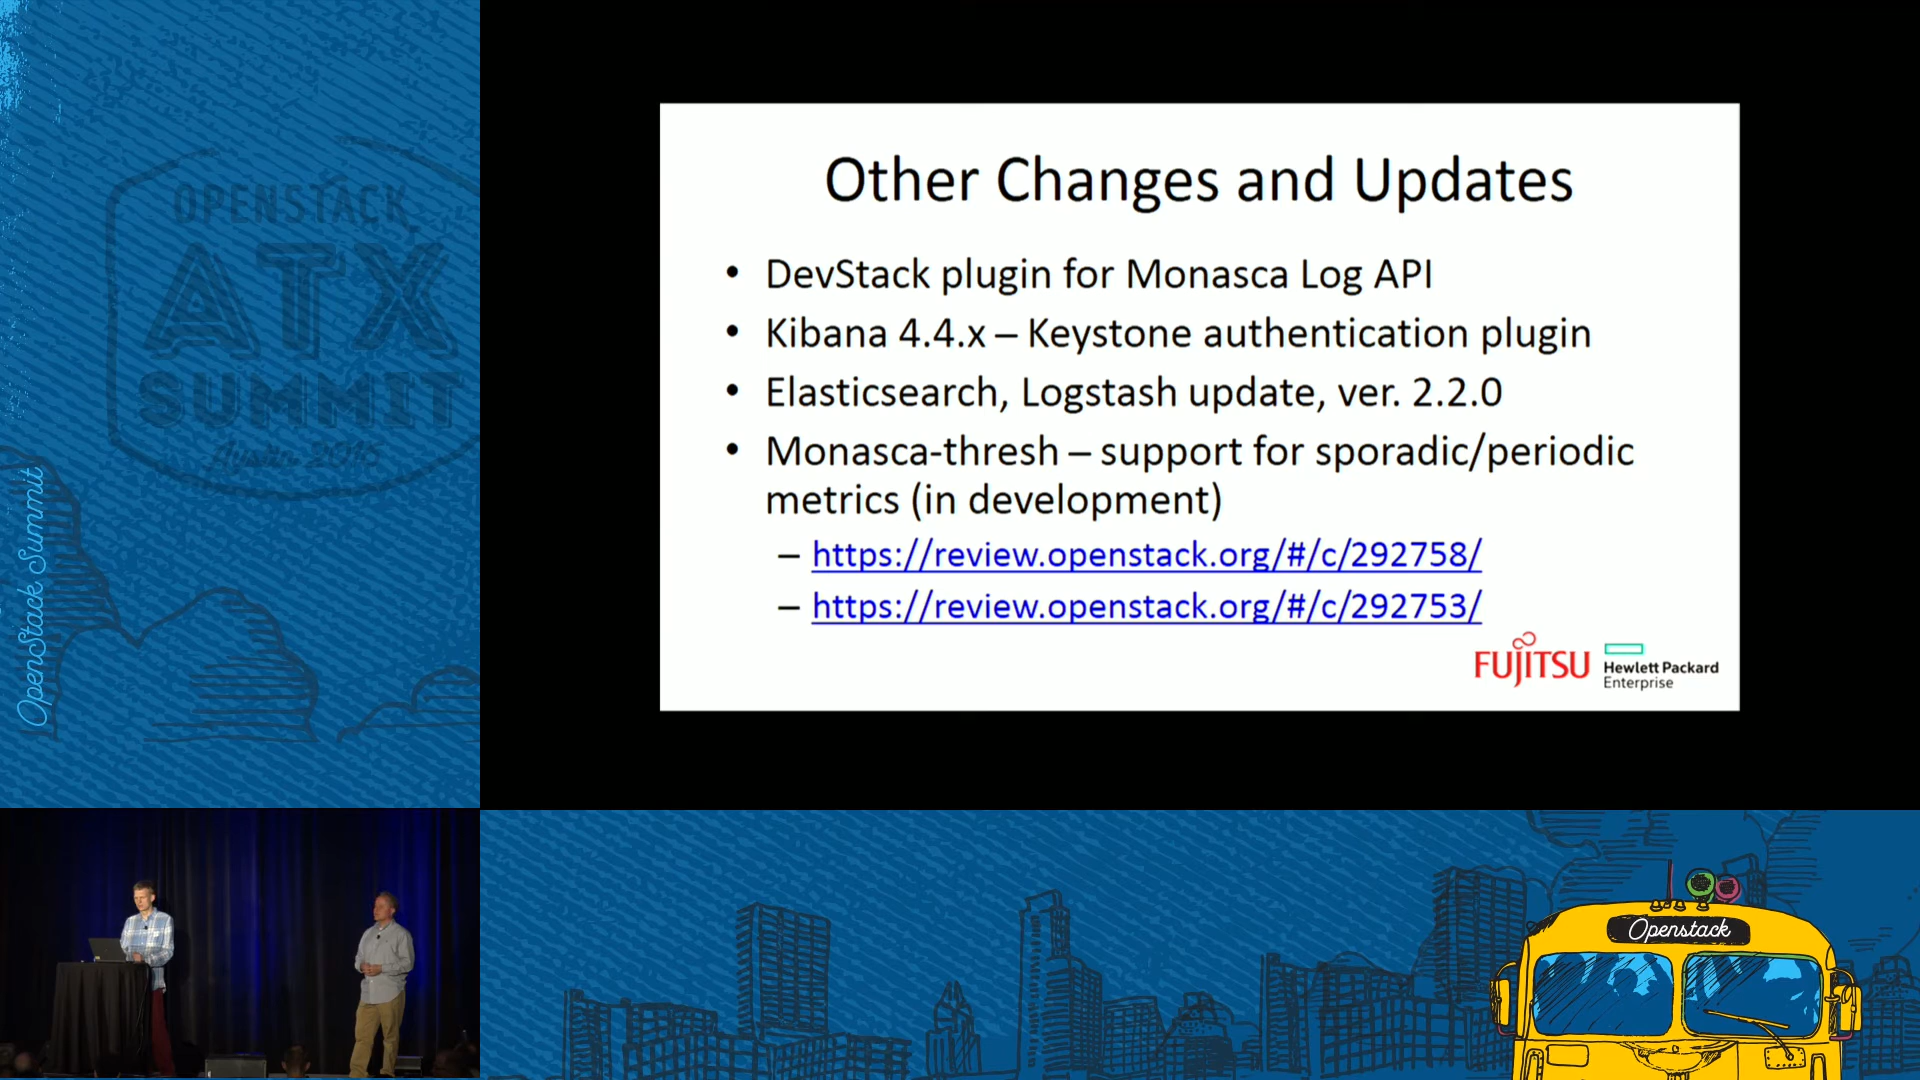 OPENSTACK
ATX
SUMMIT
Austin 2016
OpenStack Summit
Other Changes and Updates
• DevStack plugin for Monasca Log API
• Kibana 4.4.x – Keystone authentication plugin
• Elasticsearch, Logstash update, ver. 2.2.0
• Monasca-thresh – support for sporadic/periodic
metrics (in development)
– https://review.openstack.org/#/c/292758/
– https://review.openstack.org/#/c/292753/
FUJITSU
Hewlett Packard
Enterprise
Openstack